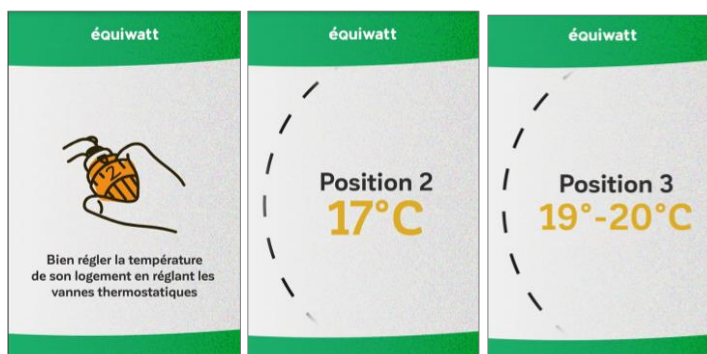 équiwatt
2
Bien régler la température
de son logement en réglant les
vannes thermostatiques
équiwatt
Position 2
17°C
équiwatt
Position 3
19°-20°C